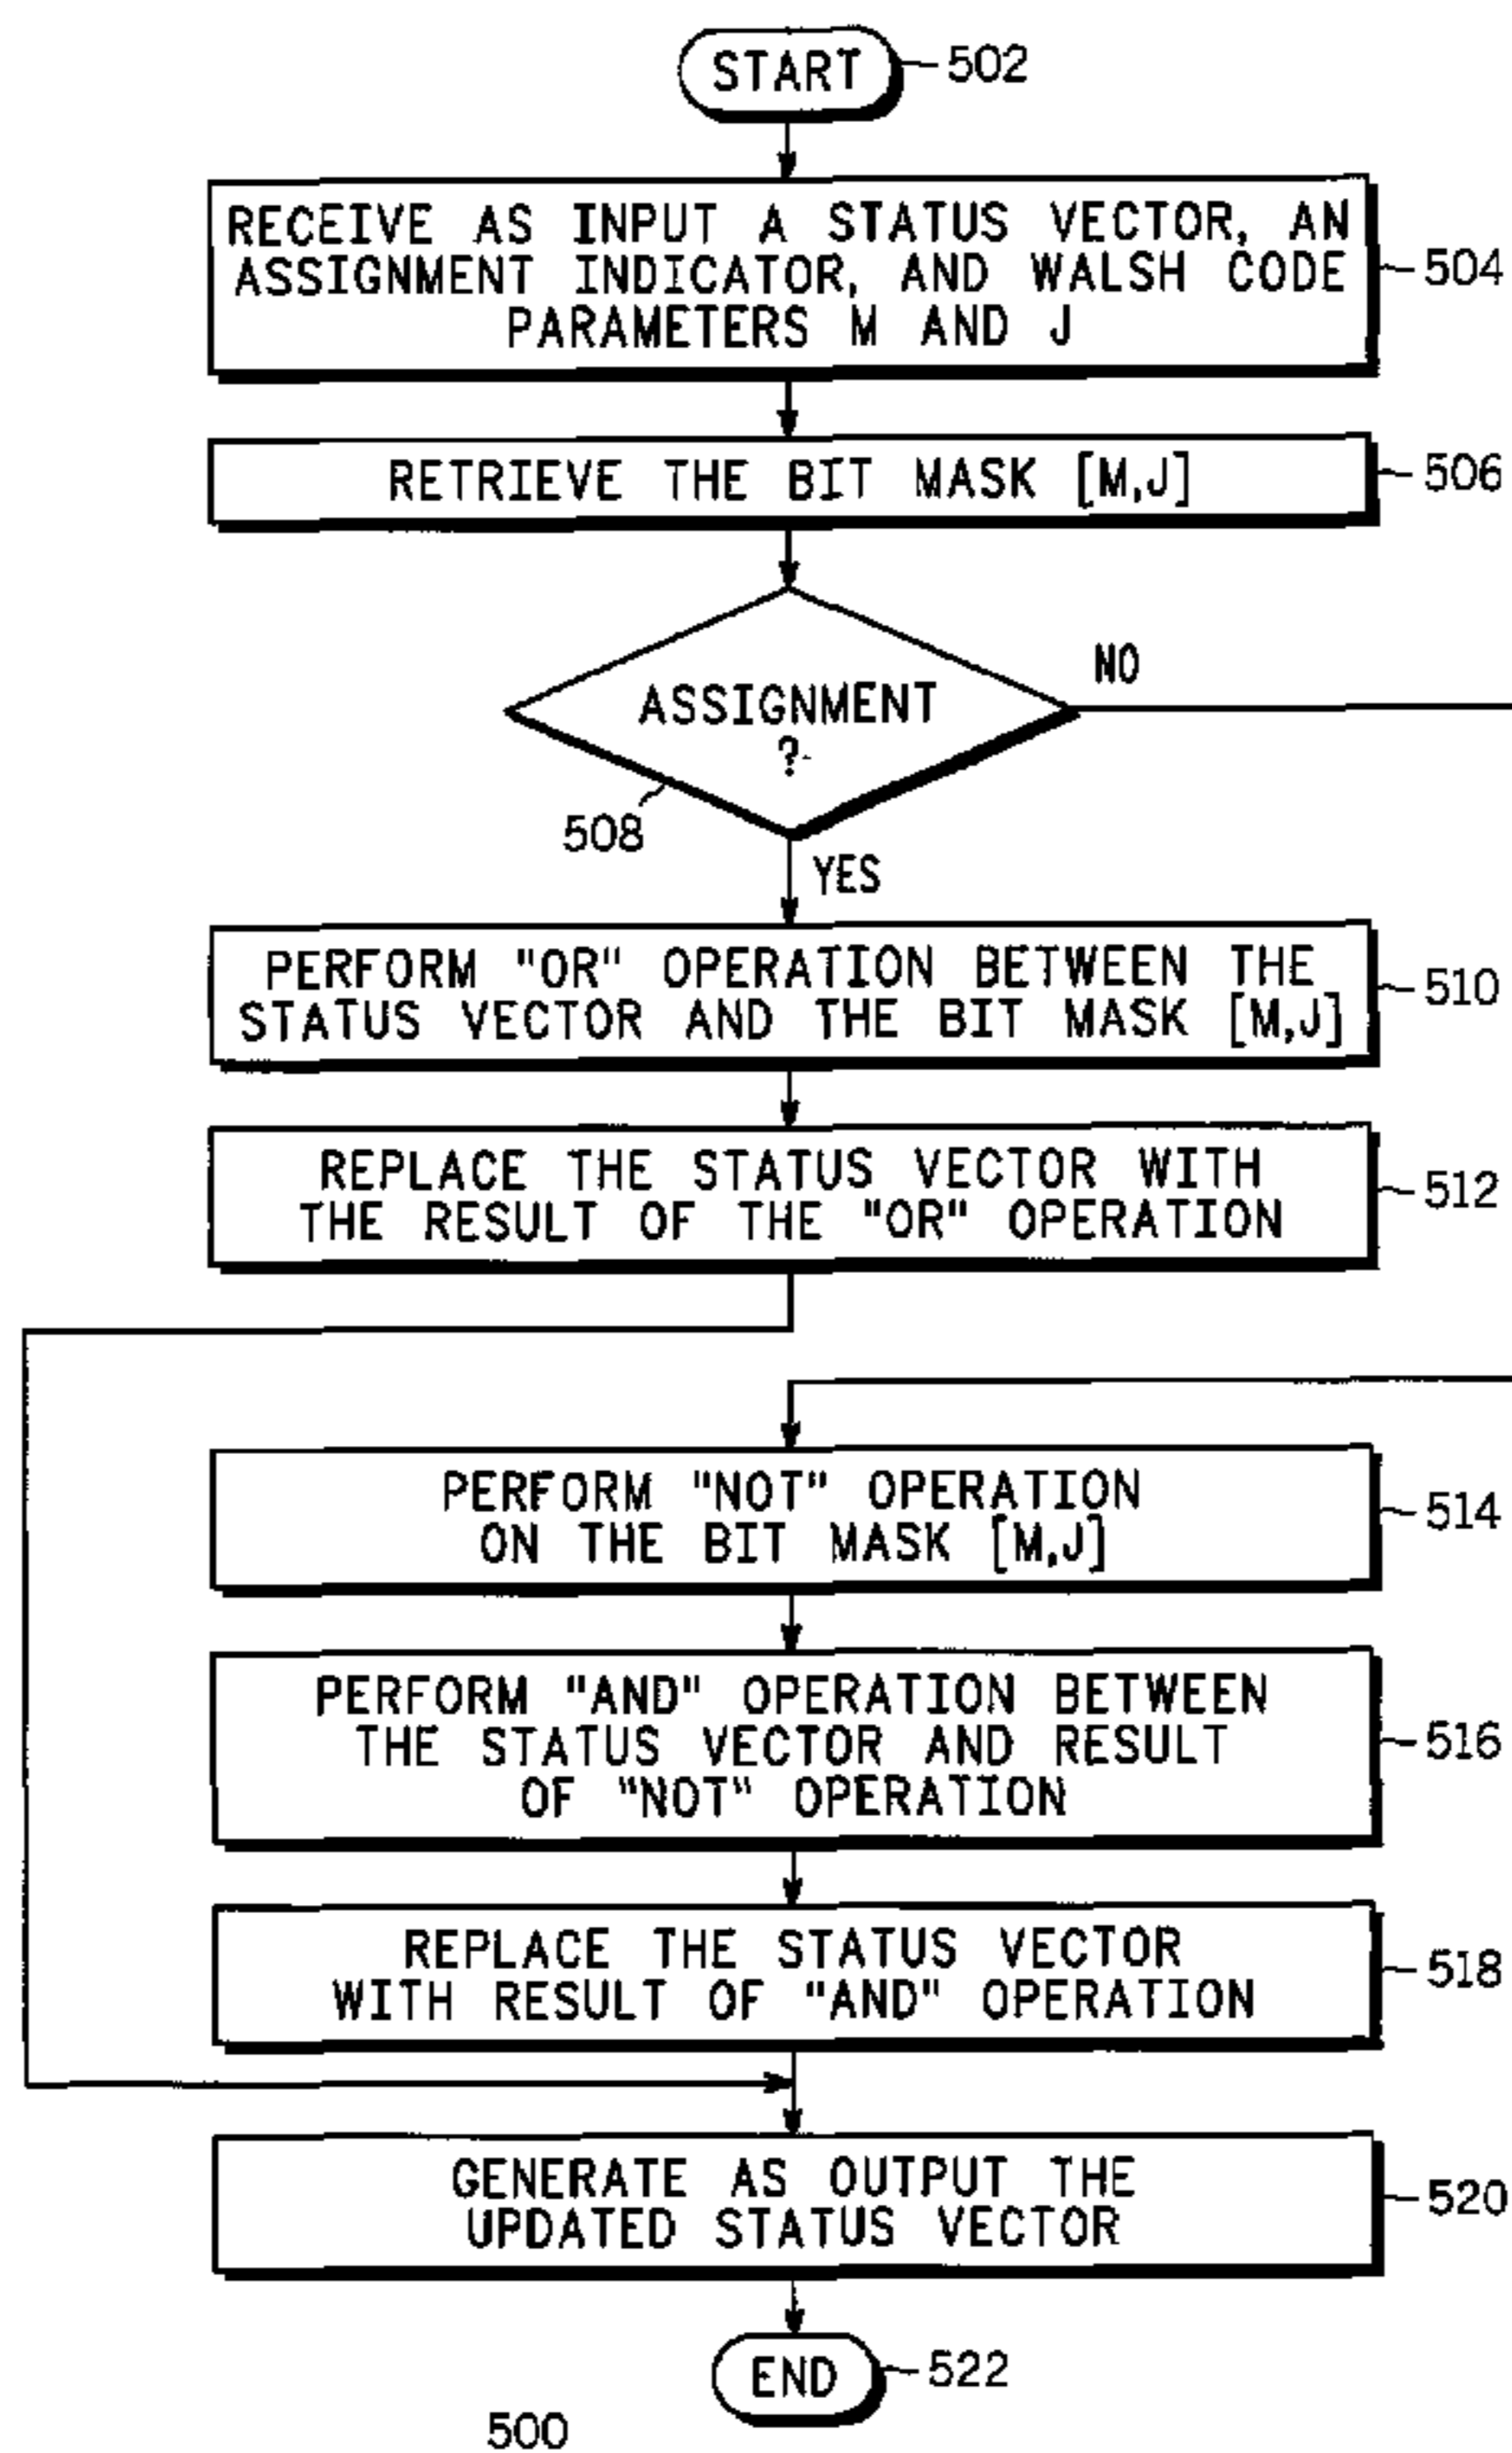 START
502
RECEIVE AS INPUT A STATUS VECTOR, AN
ASSIGNMENT INDICATOR, AND WALSH CODE
PARAMETERS M AND J
504
RETRIEVE THE BIT MASK [M,J]
506
ASSIGNMENT
?
NO
508
YES
PERFORM "OR" OPERATION BETWEEN THE
STATUS VECTOR AND THE BIT MASK [M,J]
510
REPLACE THE STATUS VECTOR WITH
THE RESULT OF THE "OR" OPERATION
512
PERFORM "NOT" OPERATION
ON THE BIT MASK [M,J]
514
PERFORM "AND" OPERATION BETWEEN
THE STATUS VECTOR AND RESULT
OF "NOT" OPERATION
516
REPLACE THE STATUS VECTOR
WITH RESULT OF "AND" OPERATION
518
GENERATE AS OUTPUT THE
UPDATED STATUS VECTOR
520
END
522
500